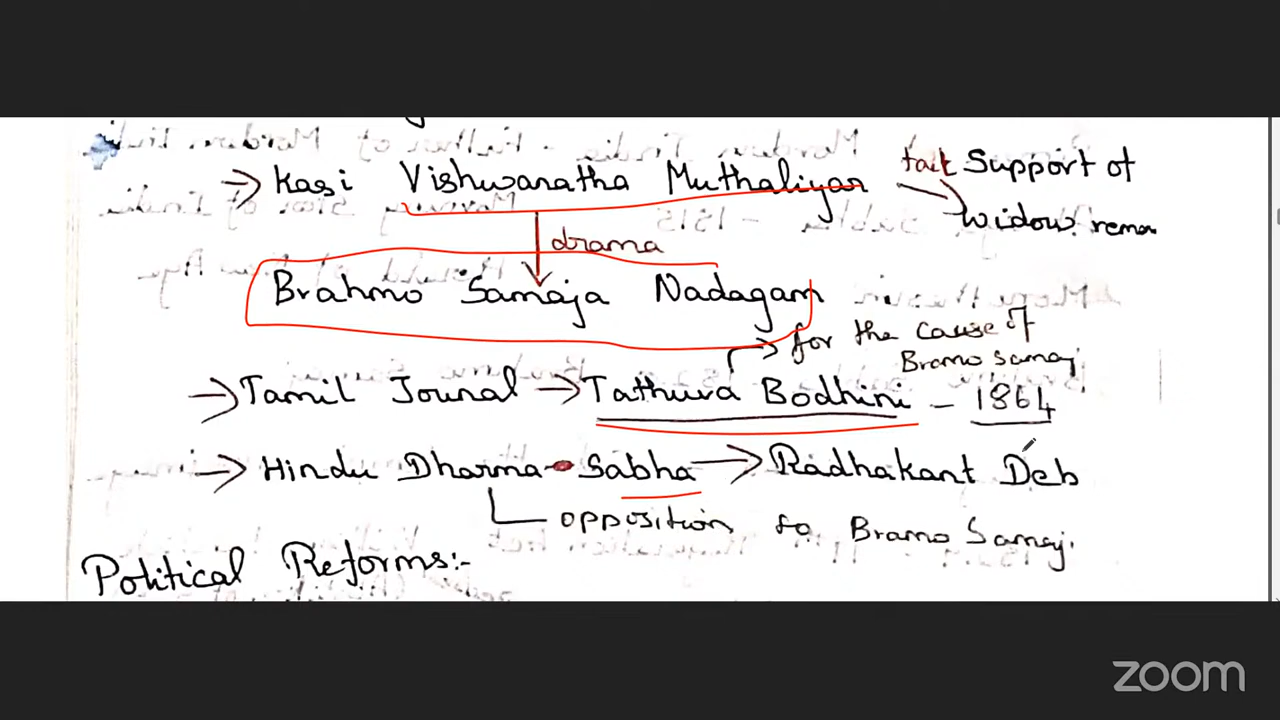 → Kasi Vishwanatha Muthaliyar → Support of
widow rema
drama
Brahmo Samaja Nadagam
→ for the cause of
Bramo Samaj
→ Tamil Jounal → Tathuva Bodhini - 1864
→ Hindu Dharma Sabha → Radhakant Deb
opposition to Bramo Samaj.
Political Reforms:-
zoom